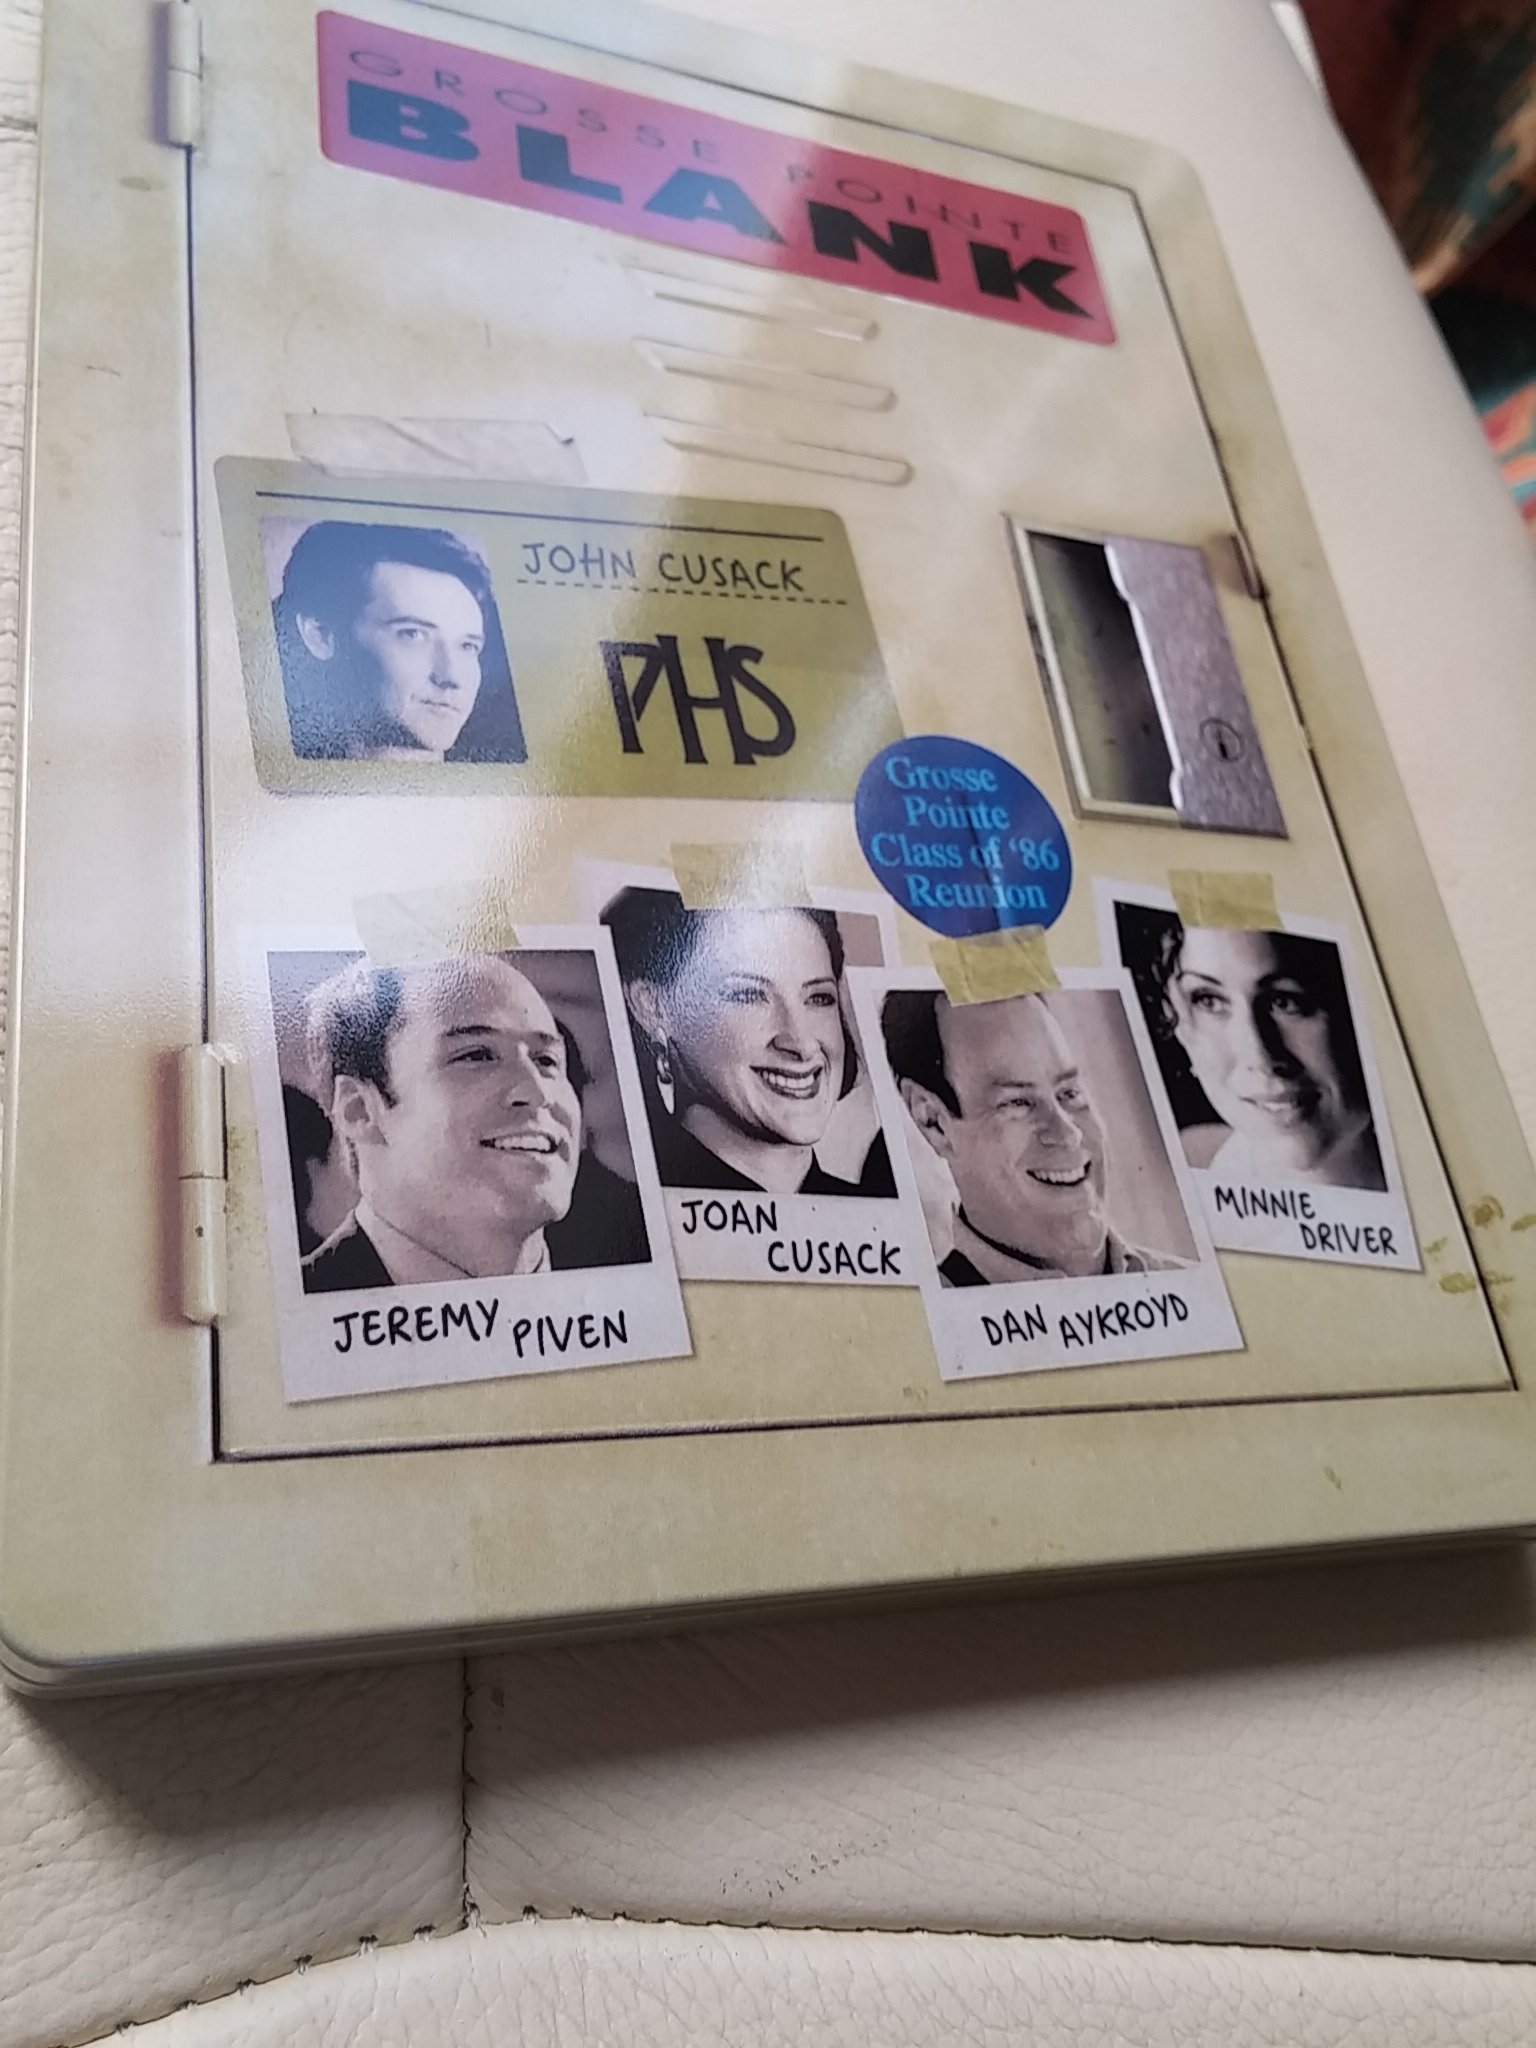 GROSSE POINTE
BLANK
JOHN CUSACK
PHS
Grosse
Pointe
Class of '86
Reunion
JEREMY PIVEN
JOAN
CUSACK
DAN AYKROYD
MINNIE
DRIVER